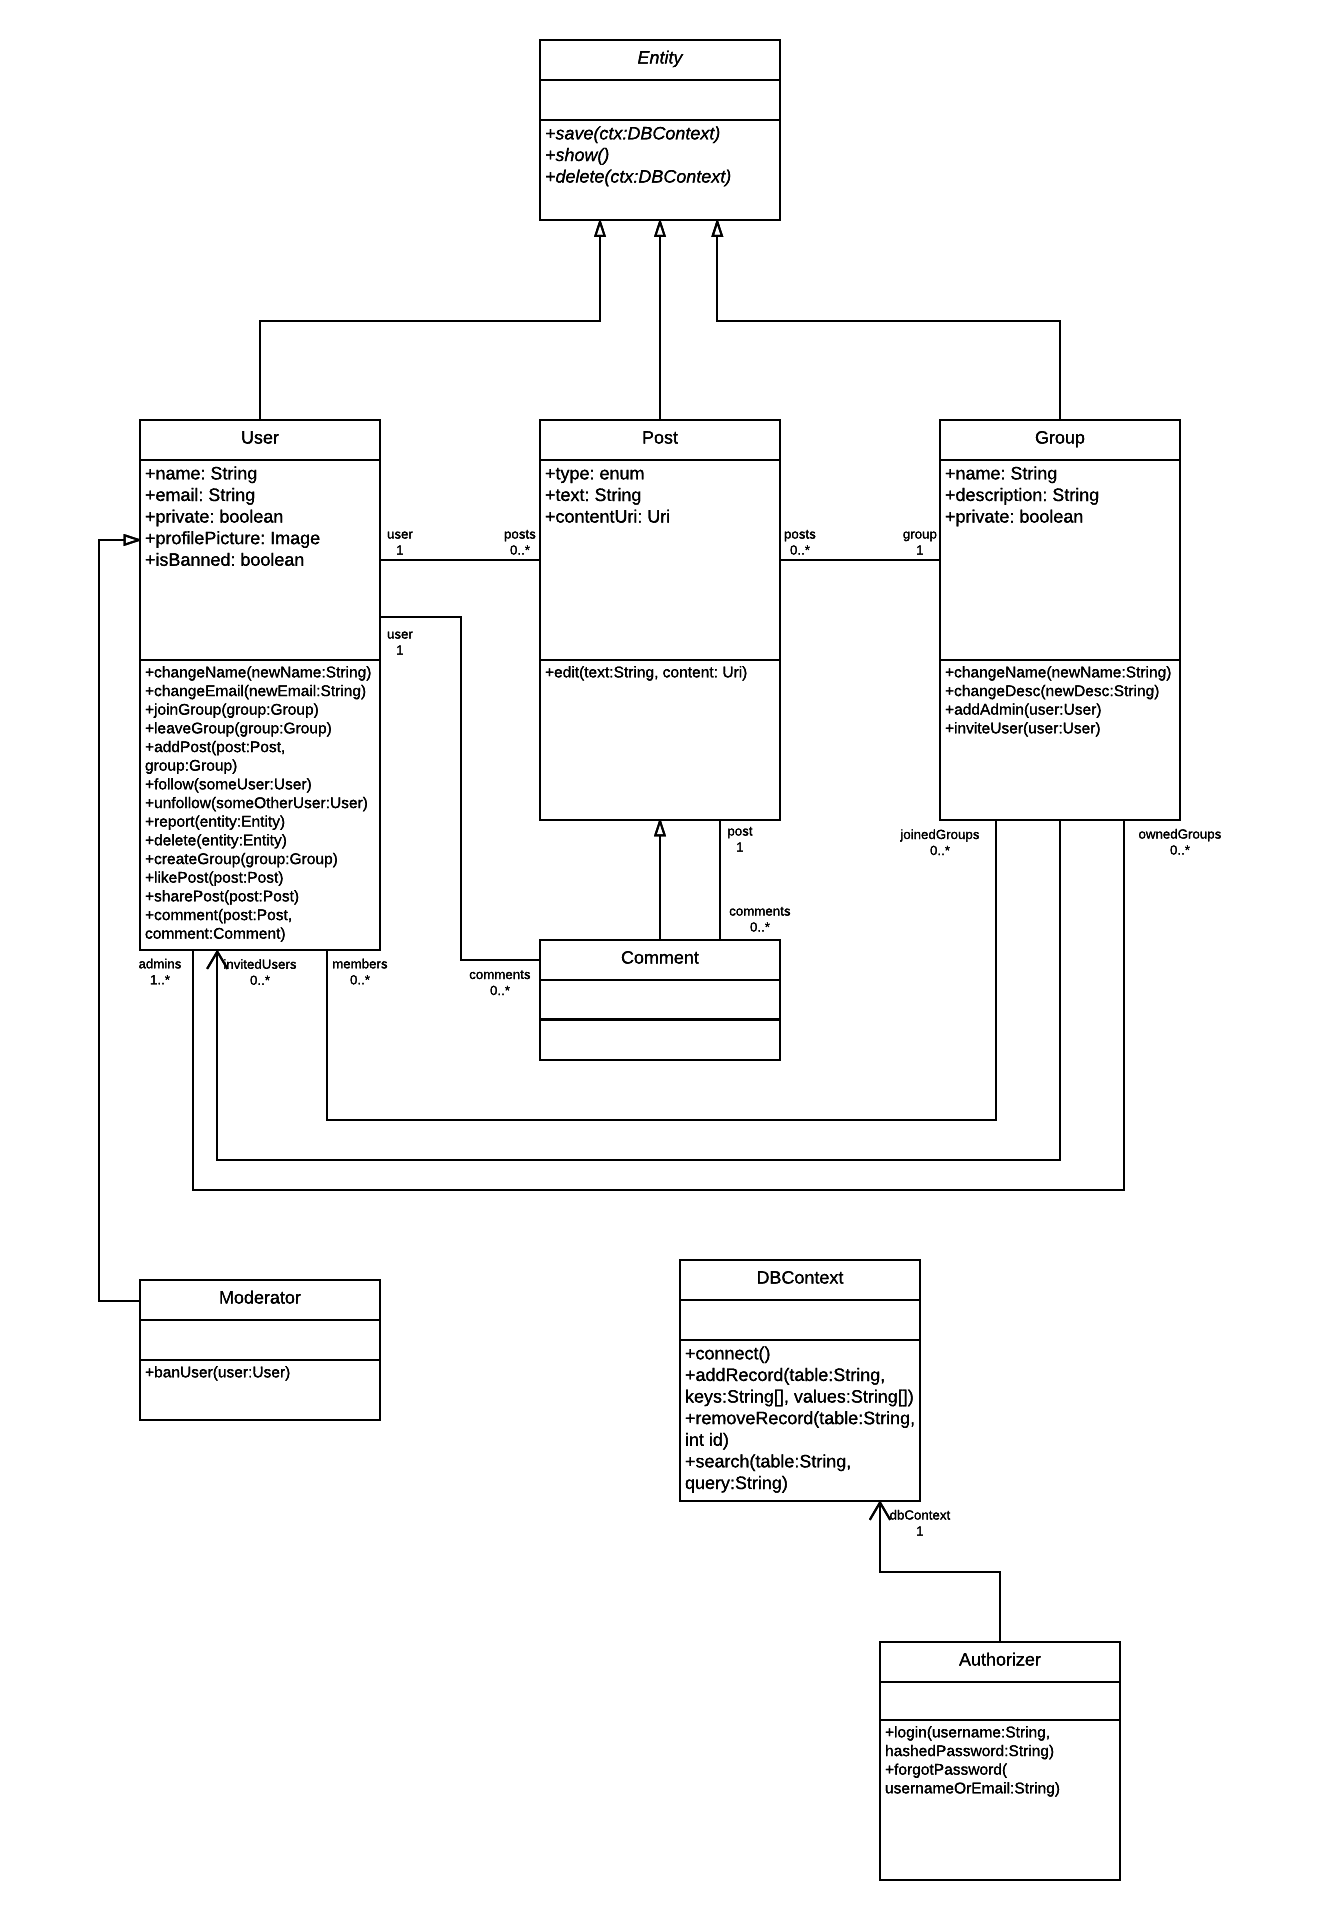 Entity
+save(ctx:DBContext)
+show()
+delete(ctx:DBContext)
User
+name: String
+email: String
+private: boolean
+profilePicture: Image
+isBanned: boolean
+changeName(newName:String)
+changeEmail(newEmail:String)
+joinGroup(group:Group)
+leaveGroup(group:Group)
+addPost(post:Post,
group:Group)
+follow(someUser:User)
+unfollow(someOtherUser:User)
+report(entity:Entity)
+delete(entity:Entity)
+createGroup(group:Group)
+likePost(post:Post)
+sharePost(post:Post)
+comment(post:Post,
comment:Comment)
user
1
posts
0..*
user
1
Post
+type: enum
+text: String
+contentUri: Uri
+edit(text:String, content: Uri)
posts
0..*
group
1
Group
+name: String
+description: String
+private: boolean
+changeName(newName:String)
+changeDesc(newDesc:String)
+addAdmin(user:User)
+inviteUser(user:User)
post
1
joinedGroups
0..*
ownedGroups
0..*
comments
0..*
admins
1..*
invitedUsers
0..*
members
0..*
comments
0..*
Comment
Moderator
+banUser(user:User)
DBContext
+connect()
+addRecord(table:String,
keys:String[], values:String[])
+removeRecord(table:String,
int id)
+search(table:String,
query:String)
dbContext
1
Authorizer
+login(username:String,
hashedPassword:String)
+forgotPassword(
usernameOrEmail:String)